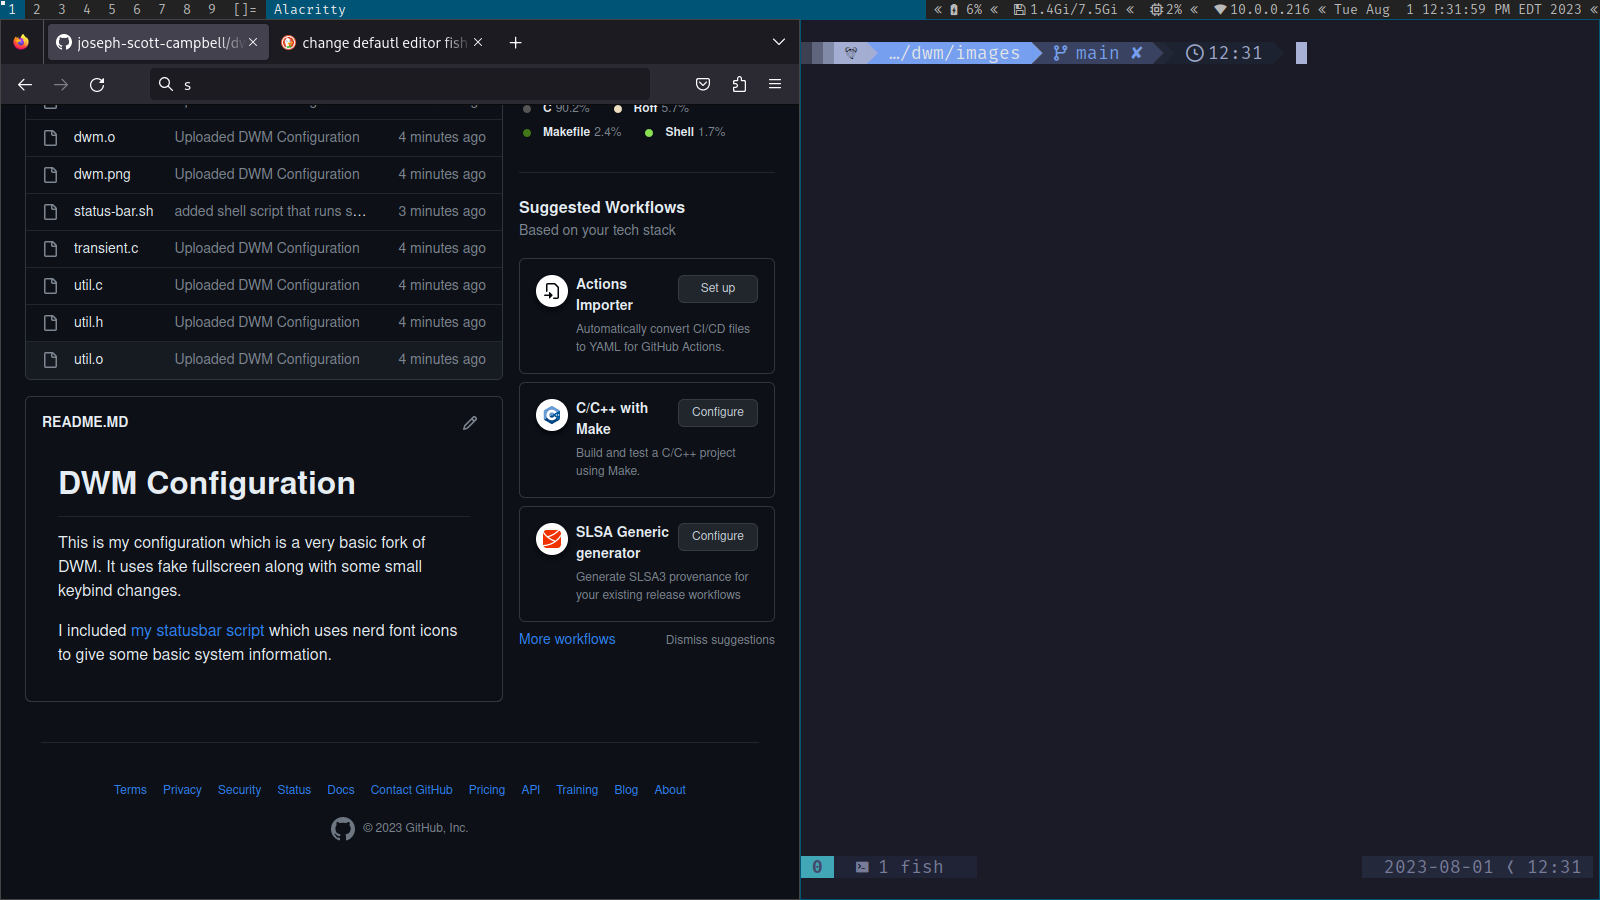 1 2 3 4 5 6 7 8 9 []= Alacritty « 6% « 1.4Gi/7.5Gi « 2% « 10.0.0.216 « Tue Aug 1 12:31:59 PM EDT 2023 «
joseph-scott-campbell/dw × change defautl editor fish ×
s
C 90.2% Roff 5.7%
Makefile 2.4% Shell 1.7%
dwm.o Uploaded DWM Configuration 4 minutes ago
dwm.png Uploaded DWM Configuration 4 minutes ago
status-bar.sh added shell script that runs s... 3 minutes ago
transient.c Uploaded DWM Configuration 4 minutes ago
util.c Uploaded DWM Configuration 4 minutes ago
util.h Uploaded DWM Configuration 4 minutes ago
util.o Uploaded DWM Configuration 4 minutes ago
README.MD
DWM Configuration
This is my configuration which is a very basic fork of
DWM. It uses fake fullscreen along with some small
keybind changes.
I included my statusbar script which uses nerd font icons
to give some basic system information.
Suggested Workflows
Based on your tech stack
Actions
Importer
Set up
Automatically convert CI/CD files
to YAML for GitHub Actions.
C/C++ with
Make
Configure
Build and test a C/C++ project
using Make.
SLSA Generic
generator
Configure
Generate SLSA3 provenance for
your existing release workflows
More workflows Dismiss suggestions
Terms Privacy Security Status Docs Contact GitHub Pricing API Training Blog About
© 2023 GitHub, Inc.
…/dwm/images main ✘ 12:31
0 1 fish 2023-08-01 ⟨ 12:31